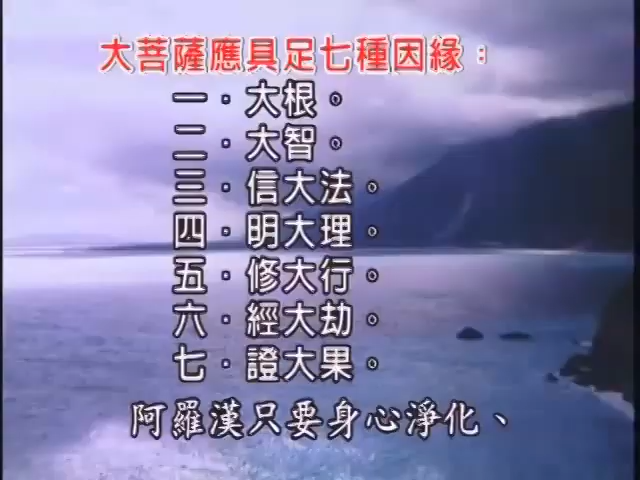 大菩薩應具足七種因緣：
一．大根。
二．大智。
三．信大法。
四．明大理。
五．修大行。
六．經大劫。
七．證大果。
阿羅漢只要身心淨化、